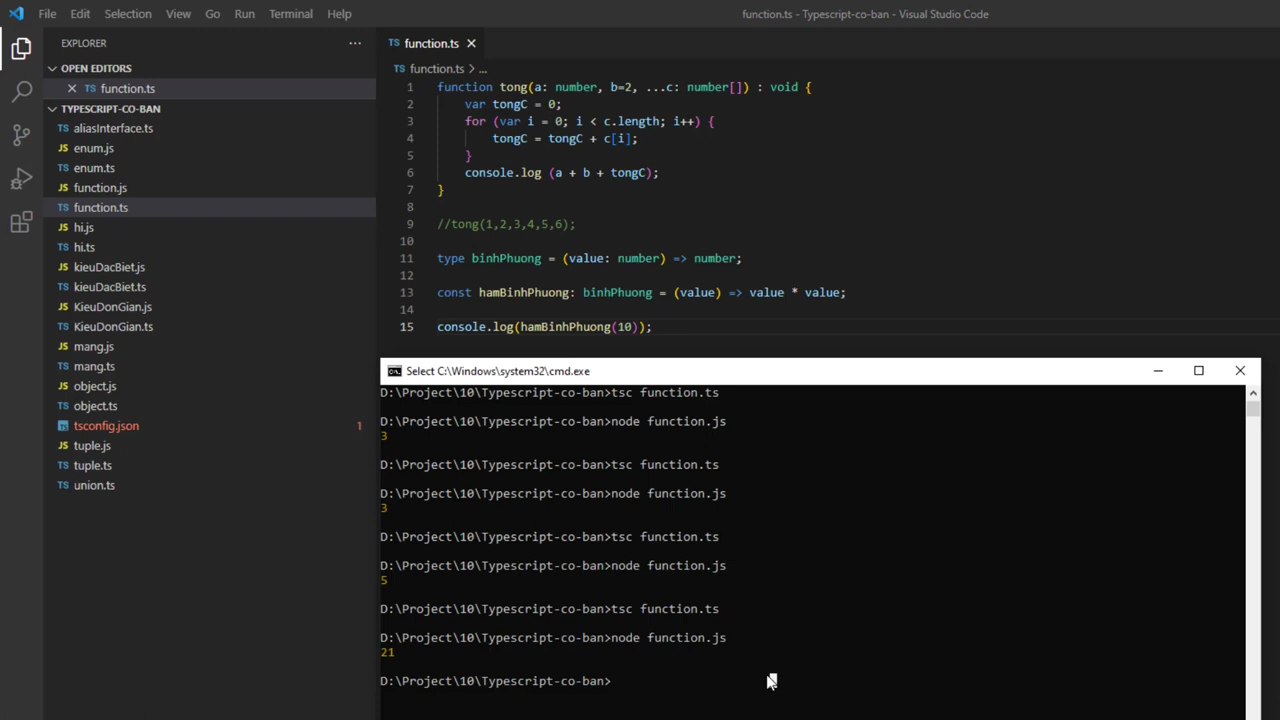 File Edit Selection View Go Run Terminal Help
function.ts - Typescript-co-ban - Visual Studio Code
EXPLORER
OPEN EDITORS
TS function.ts
TYPESCRIPT-CO-BAN
TS aliasInterface.ts
JS enum.js
TS enum.ts
JS function.js
TS function.ts
JS hi.js
TS hi.ts
JS kieuDacBiet.js
TS kieuDacBiet.ts
JS KieuDonGian.js
TS KieuDonGian.ts
JS mang.js
TS mang.ts
JS object.js
TS object.ts
tsconfig.json 1
JS tuple.js
TS tuple.ts
TS union.ts
TS function.ts
TS function.ts > ...
1 function tong(a: number, b=2, ...c: number[]) : void {
2 var tongC = 0;
3 for (var i = 0; i < c.length; i++) {
4 tongC = tongC + c[i];
5 }
6 console.log (a + b + tongC);
7 }
8
9 //tong(1,2,3,4,5,6);
10
11 type binhPhuong = (value: number) => number;
12
13 const hamBinhPhuong: binhPhuong = (value) => value * value;
14
15 console.log(hamBinhPhuong(10));
Select C:\Windows\system32\cmd.exe
D:\Project\10\Typescript-co-ban>tsc function.ts
D:\Project\10\Typescript-co-ban>node function.js
3
D:\Project\10\Typescript-co-ban>tsc function.ts
D:\Project\10\Typescript-co-ban>node function.js
3
D:\Project\10\Typescript-co-ban>tsc function.ts
D:\Project\10\Typescript-co-ban>node function.js
5
D:\Project\10\Typescript-co-ban>tsc function.ts
D:\Project\10\Typescript-co-ban>node function.js
21
D:\Project\10\Typescript-co-ban>